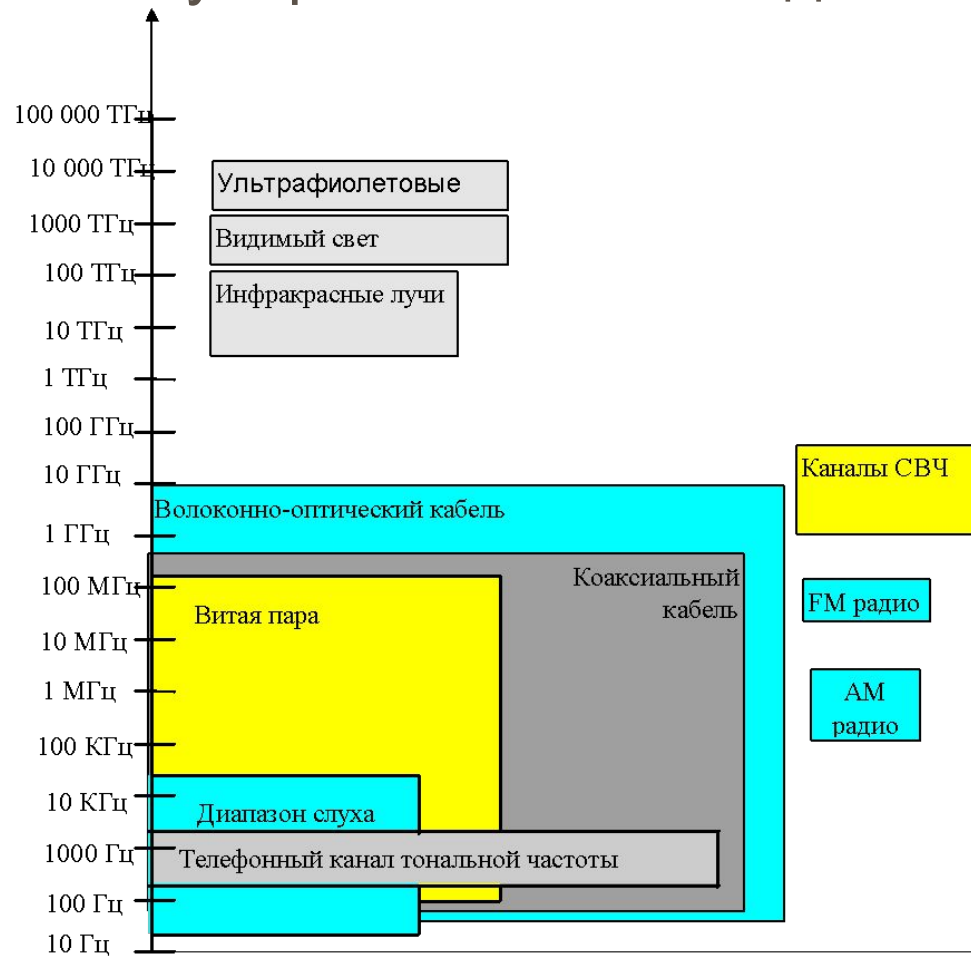 100 000 ТГц
10 000 ТГц
Ультрафиолетовые
1000 ТГц
Видимый свет
100 ТГц
Инфракрасные лучи
10 ТГц
1 ТГц
100 ГГц
10 ГГц
Каналы СВЧ
Волоконно-оптический кабель
1 ГГц
100 МГц
Коаксиальный
кабель
FM радио
Витая пара
10 МГц
1 МГц
АМ
радио
100 КГц
10 КГц
Диапазон слуха
1000 Гц
Телефонный канал тональной частоты
100 Гц
10 Гц